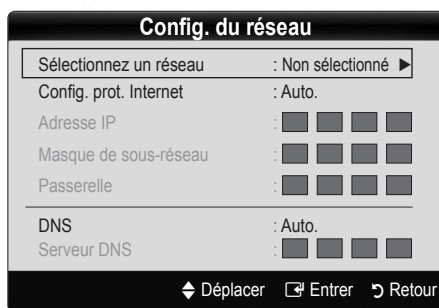 Config. du réseau
Sélectionnez un réseau : Non sélectionné ►
Config. prot. Internet : Auto.
Adresse IP :
Masque de sous-réseau :
Passerelle :
DNS : Auto.
Serveur DNS :
Déplacer Entrer Retour